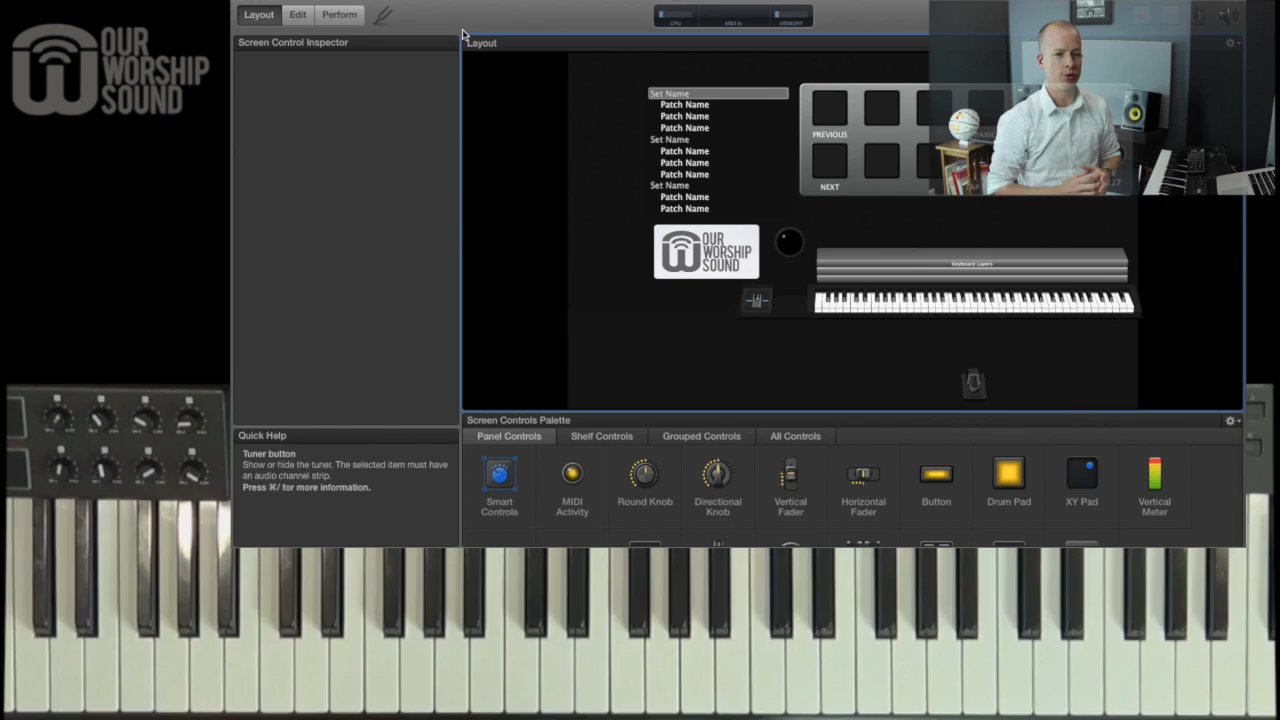 OUR
WORSHIP
SOUND
Layout
Edit
Perform
CPU
MIDI In
MEMORY
Screen Control Inspector
Layout
Set Name
Patch Name
Patch Name
Patch Name
Set Name
Patch Name
Patch Name
Patch Name
Set Name
Patch Name
Patch Name
PREVIOUS
NEXT
OUR
WORSHIP
SOUND
Keyboard Layers
Quick Help
Tuner button
Show or hide the tuner. The selected item must have
an audio channel strip.
Press ⌘/ for more information.
Screen Controls Palette
Panel Controls
Shelf Controls
Grouped Controls
All Controls
Smart
Controls
MIDI
Activity
Round Knob
Directional
Knob
Vertical
Fader
Horizontal
Fader
Button
Drum Pad
XY Pad
Vertical
Meter